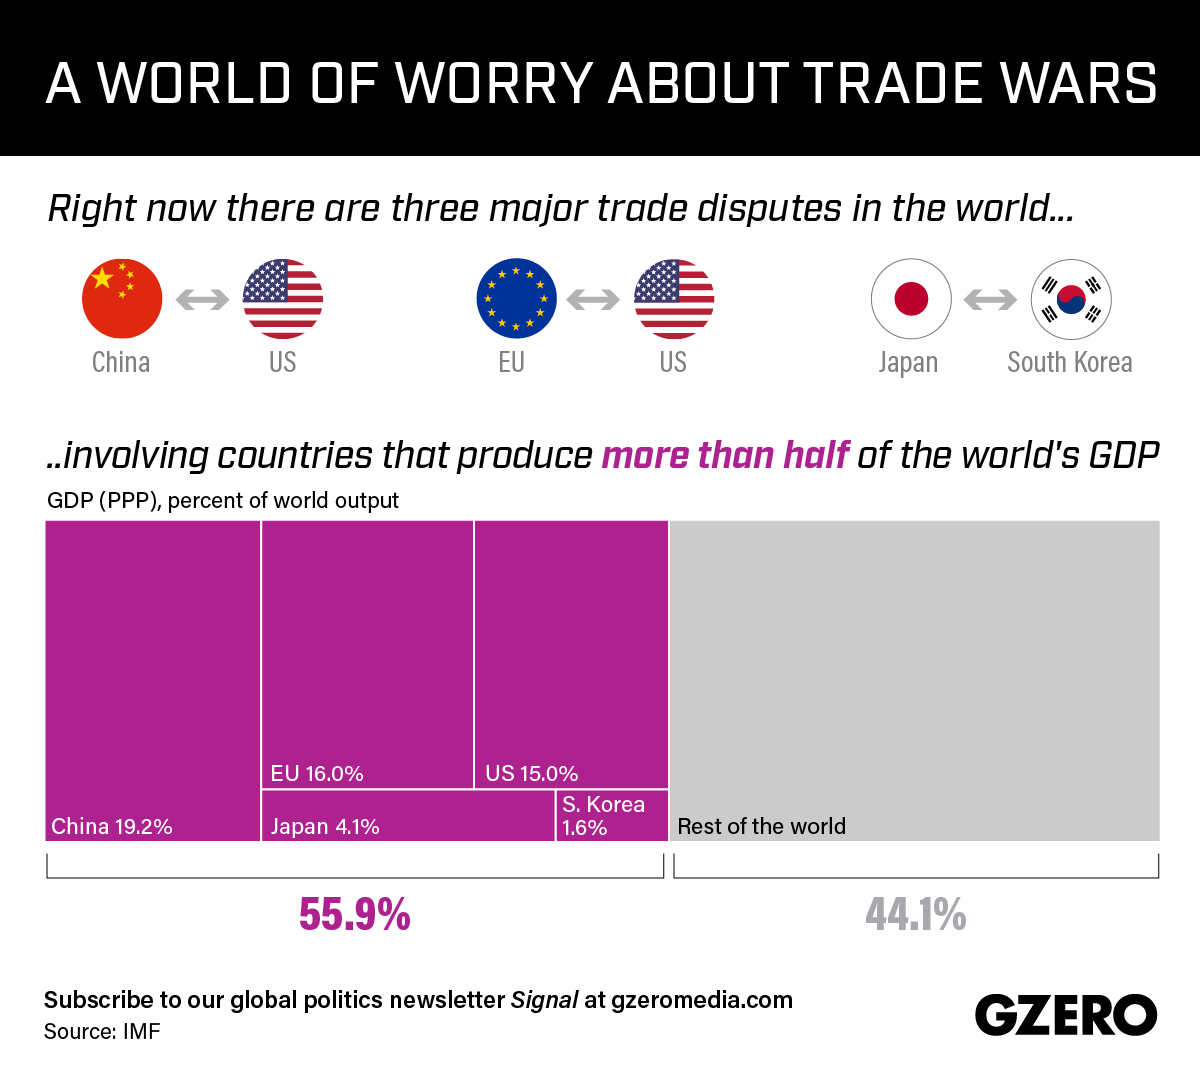 A WORLD OF WORRY ABOUT TRADE WARS
Right now there are three major trade disputes in the world...
China
US
EU
US
Japan
South Korea
..involving countries that produce more than half of the world's GDP
GDP (PPP), percent of world output
EU 16.0%
US 15.0%
China 19.2%
Japan 4.1%
S. Korea
1.6%
Rest of the world
55.9%
44.1%
Subscribe to our global politics newsletter Signal at gzeromedia.com
Source: IMF
GZERO